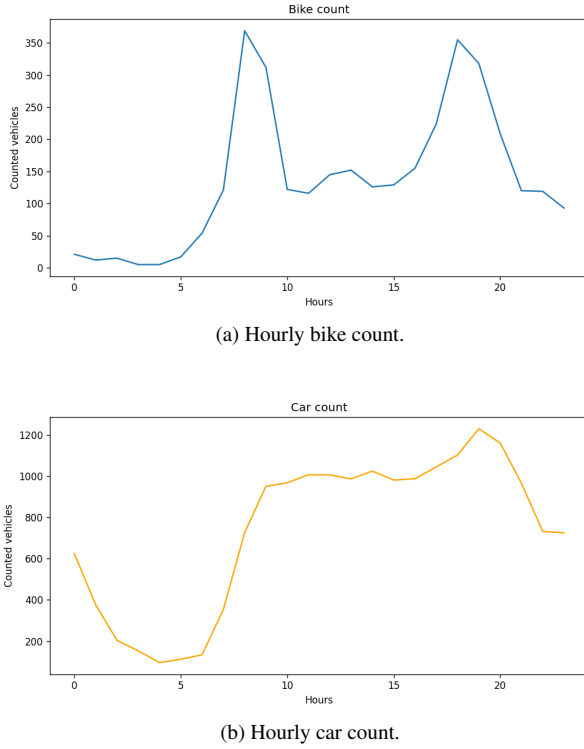 Bike count
350
300
250
200
150
100
50
0
Counted vehicles
0 5 10 15 20
Hours
(a) Hourly bike count.
Car count
1200
1000
800
600
400
200
Counted vehicles
0 5 10 15 20
Hours
(b) Hourly car count.